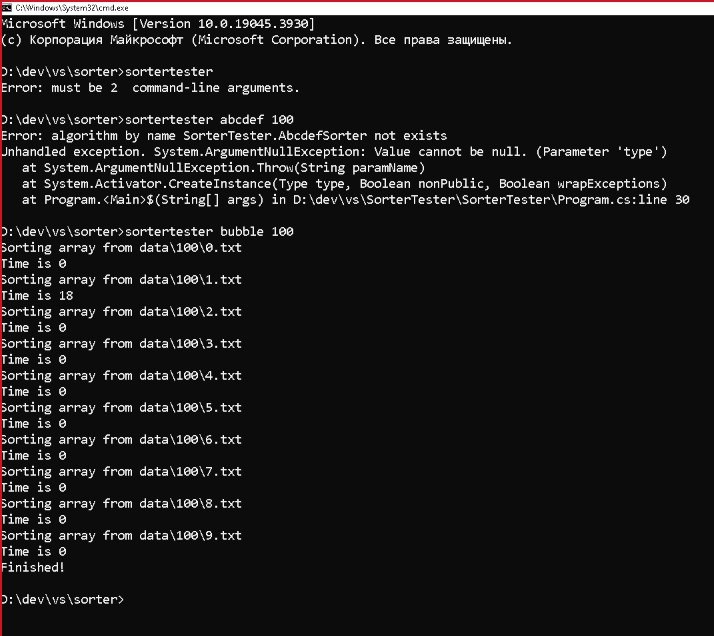 C:\Windows\System32\cmd.exe
Microsoft Windows [Version 10.0.19045.3930]
(c) Корпорация Майкрософт (Microsoft Corporation). Все права защищены.
D:\dev\vs\sorter>sortertester
Error: must be 2  command-line arguments.
D:\dev\vs\sorter>sortertester abcdef 100
Error: algorithm by name SorterTester.AbcdefSorter not exists
Unhandled exception. System.ArgumentNullException: Value cannot be null. (Parameter 'type')
   at System.ArgumentNullException.Throw(String paramName)
   at System.Activator.CreateInstance(Type type, Boolean nonPublic, Boolean wrapExceptions)
   at Program.<Main>$(String[] args) in D:\dev\vs\SorterTester\SorterTester\Program.cs:line 30
D:\dev\vs\sorter>sortertester bubble 100
Sorting array from data\100\0.txt
Time is 0
Sorting array from data\100\1.txt
Time is 18
Sorting array from data\100\2.txt
Time is 0
Sorting array from data\100\3.txt
Time is 0
Sorting array from data\100\4.txt
Time is 0
Sorting array from data\100\5.txt
Time is 0
Sorting array from data\100\6.txt
Time is 0
Sorting array from data\100\7.txt
Time is 0
Sorting array from data\100\8.txt
Time is 0
Sorting array from data\100\9.txt
Time is 0
Finished!
D:\dev\vs\sorter>